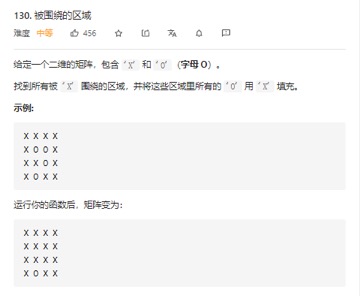 130. 被围绕的区域
难度 中等 456
给定一个二维的矩阵，包含 'X' 和 'O'（字母 O）。
找到所有被 'X' 围绕的区域，并将这些区域里所有的 'O' 用 'X' 填充。
示例:
X X X X
X O O X
X X O X
X O X X
运行你的函数后，矩阵变为：
X X X X
X X X X
X X X X
X O X X